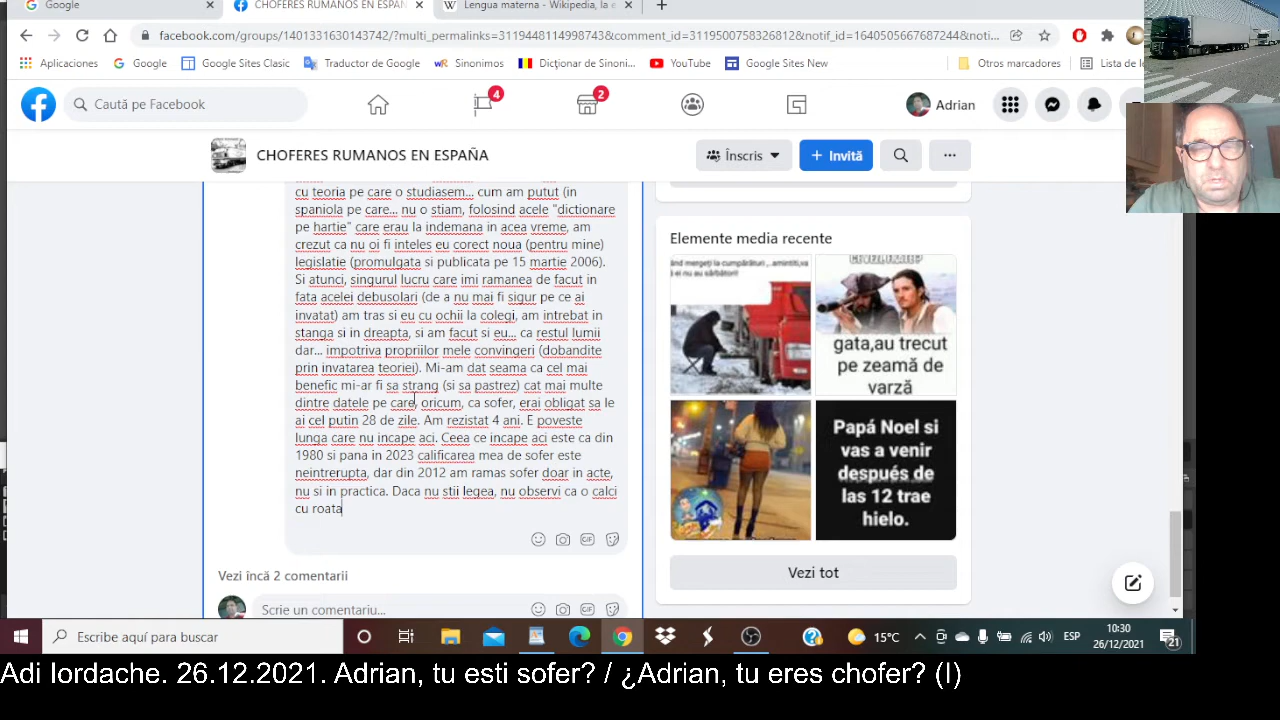 Google
CHOFERES RUMANOS EN ESPAÑ
Lengua materna - Wikipedia, la e
facebook.com/groups/1401331630143742/?multi_permalinks=3119448114998743&comment_id=3119500758326812&notif_id=1640505667687244&noti...
Aplicaciones
Google
Google Sites Clasic
Traductor de Google
Sinonimos
Dicționar de Sinoni...
YouTube
Google Sites New
Otros marcadores
Lista de le
Caută pe Facebook
4
2
Adrian
CHOFERES RUMANOS EN ESPAÑA
Înscris
+ Invită
cu teoria pe care o studiasem... cum am putut (in
spaniola pe care... nu o stiam, folosind acele "dictionare
pe hartie" care erau la indemana in acea vreme, am
crezut ca nu oi fi inteles eu corect noua (pentru mine)
legislatie (promulgata si publicata pe 15 martie 2006).
Si atunci, singurul lucru care imi ramanea de facut in
fata acelei debusolari (de a nu mai fi sigur pe ce ai
invatat) am tras si eu cu ochii la colegi, am intrebat in
stanga si in dreapta, si am facut si eu... ca restul lumii
dar... impotriva propriilor mele convingeri (dobandite
prin invatarea teoriei). Mi-am dat seama ca cel mai
benefic mi-ar fi sa strang (si sa pastrez) cat mai multe
dintre datele pe care, oricum, ca sofer, erai obligat sa le
ai cel putin 28 de zile. Am rezistat 4 ani. E poveste
lunga care nu incape aci. Ceea ce incape aci este ca din
1980 si pana in 2023 calificarea mea de sofer este
neintrerupta, dar din 2012 am ramas sofer doar in acte,
nu si in practica. Daca nu stii legea, nu observi ca o calci
cu roata
Vezi încă 2 comentarii
Scrie un comentariu...
Elemente media recente
ând mergeți la cumpărături ,..amintiți,va
ei nu au sărbători!!
gata,au trecut
pe zeamă de
varză
Papá Noel si
vas a venir
después de
las 12 trae
hielo.
Vezi tot
Escribe aquí para buscar
15°C
ESP
10:30
26/12/2021
21
Adi Iordache. 26.12.2021. Adrian, tu esti sofer? / ¿Adrian, tu eres chofer? (I)